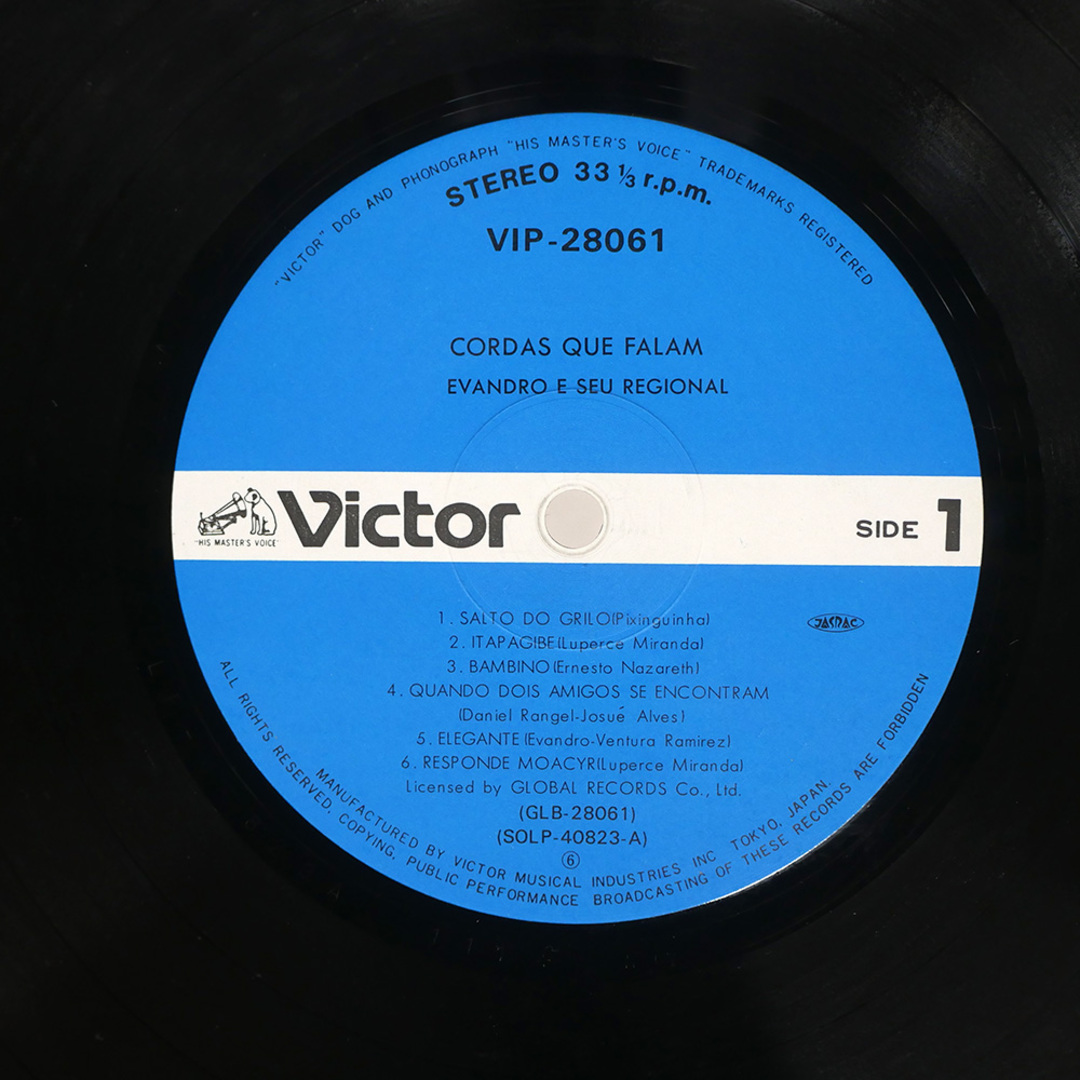 "VICTOR" DOG AND PHONOGRAPH "HIS MASTER'S VOICE" TRADEMARKS REGISTERED
STEREO 33 1/3 r.p.m.
VIP-28061
CORDAS QUE FALAM
EVANDRO E SEU REGIONAL
"HIS MASTER'S VOICE"
Victor
SIDE 1
1. SALTO DO GRILO(Pixinguinha)
JASRAC
2. ITAPAGIBE(Luperce Miranda)
3. BAMBINO(Ernesto Nazareth)
4. QUANDO DOIS AMIGOS SE ENCONTRAM
(Daniel Rangel-Josué Alves)
5. ELEGANTE(Evandro-Ventura Ramirez)
6. RESPONDE MOACYR(Luperce Miranda)
Licensed by GLOBAL RECORDS Co., Ltd.
(GLB-28061)
(SOLP-40823-A)
⑥
MANUFACTURED BY VICTOR MUSICAL INDUSTRIES INC. TOKYO, JAPAN.
ALL RIGHTS RESERVED. COPYING, PUBLIC PERFORMANCE BROADCASTING OF THESE RECORDS ARE FORBIDDEN